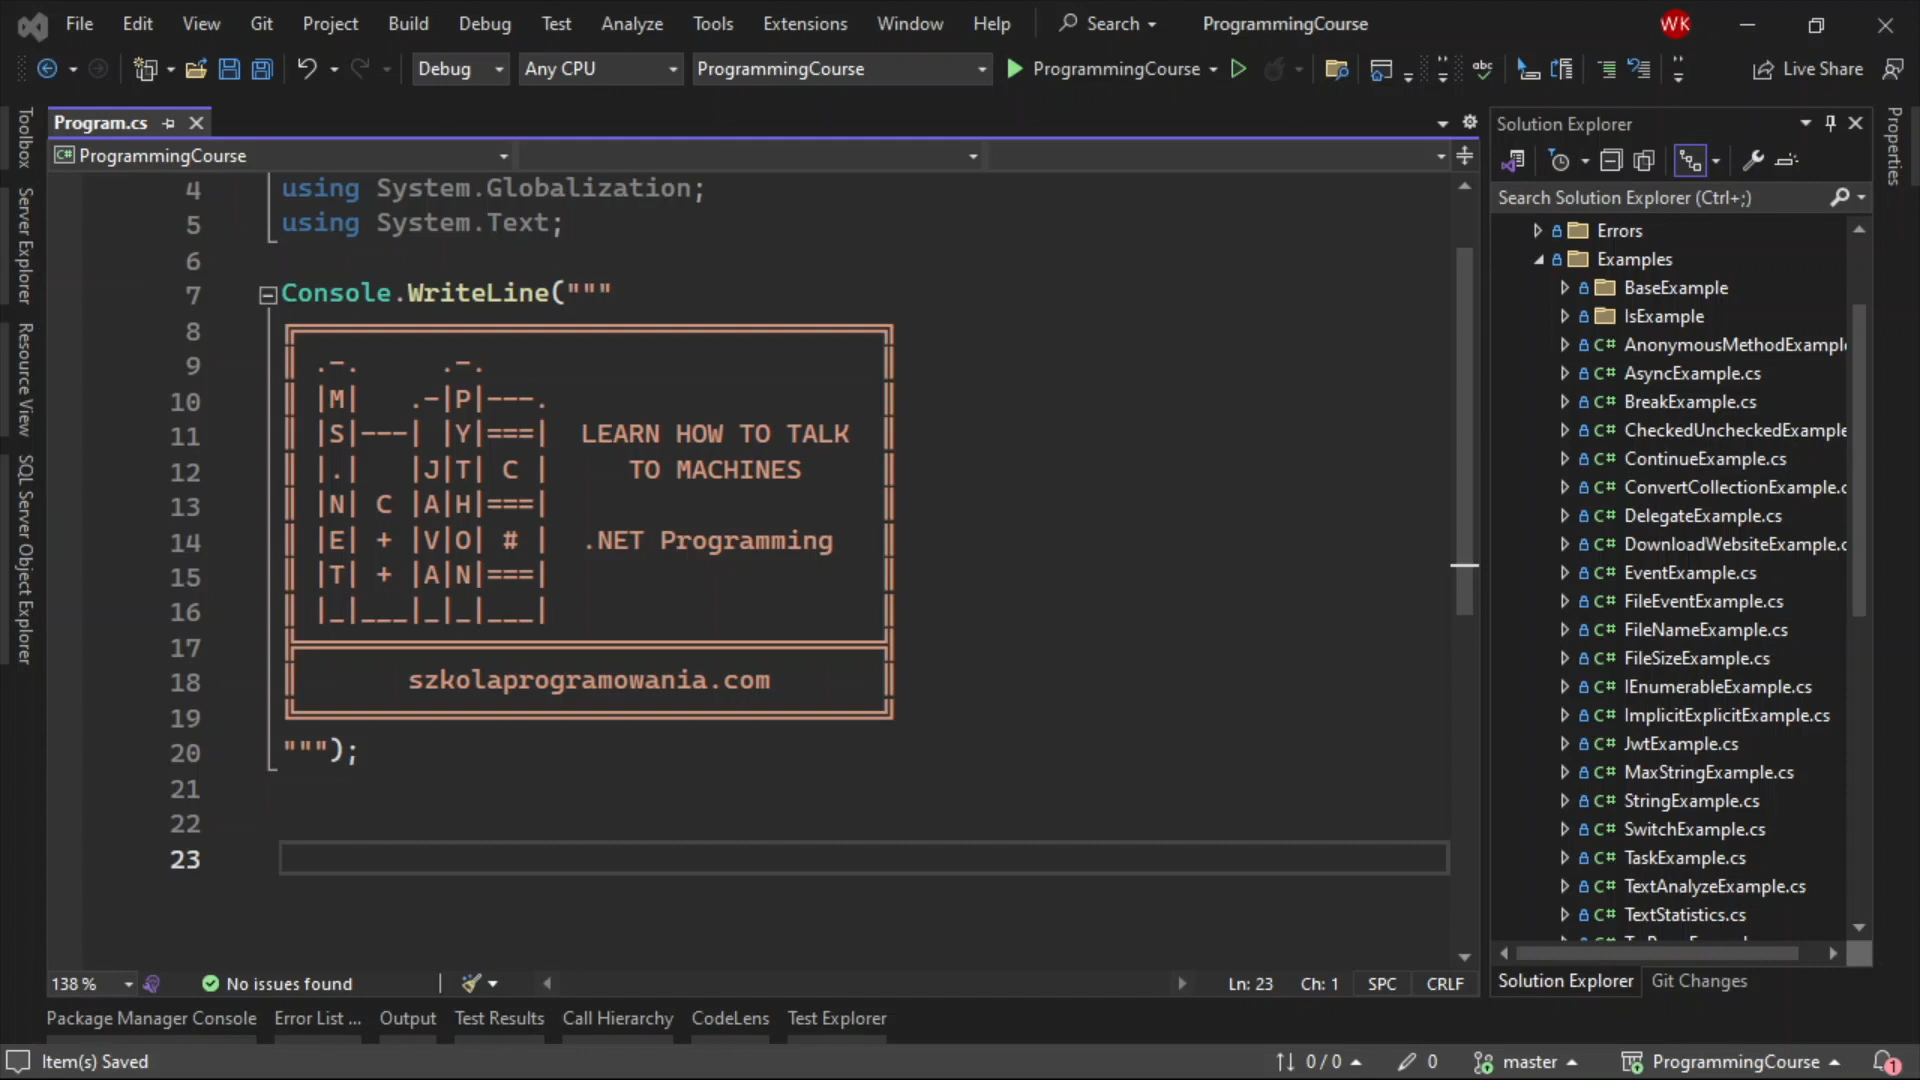 File Edit View Git Project Build Debug Test Analyze Tools Extensions Window Help Search ProgrammingCourse WK
Debug Any CPU ProgrammingCourse ProgrammingCourse Live Share
Program.cs
ProgrammingCourse
4 using System.Globalization;
5 using System.Text;
6
7 Console.WriteLine("""
8 ╔══════════════════════════════════════╗
9 ║ .-.     .-. ║
10 ║ |M|   .-|P|---. ║
11 ║ |S|---| |Y|===|  LEARN HOW TO TALK ║
12 ║ |.|   |J|T| C |     TO MACHINES ║
13 ║ |N| C |A|H|===| ║
14 ║ |E| + |V|O| # |  .NET Programming ║
15 ║ |T| + |A|N|===| ║
16 ║ |_|___|_|_|___| ║
17 ╠══════════════════════════════════════╣
18 ║ szkolaprogramowania.com ║
19 ╚══════════════════════════════════════╝
20 """);
21
22
23
138 % No issues found Ln: 23 Ch: 1 SPC CRLF
Package Manager Console Error List ... Output Test Results Call Hierarchy CodeLens Test Explorer
Item(s) Saved 0 / 0 0 master ProgrammingCourse 1
Toolbox
Server Explorer
Resource View
SQL Server Object Explorer
Solution Explorer
Search Solution Explorer (Ctrl+;)
Errors
Examples
BaseExample
IsExample
C# AnonymousMethodExample
C# AsyncExample.cs
C# BreakExample.cs
C# CheckedUncheckedExample
C# ContinueExample.cs
C# ConvertCollectionExample.c
C# DelegateExample.cs
C# DownloadWebsiteExample.c
C# EventExample.cs
C# FileEventExample.cs
C# FileNameExample.cs
C# FileSizeExample.cs
C# IEnumerableExample.cs
C# ImplicitExplicitExample.cs
C# JwtExample.cs
C# MaxStringExample.cs
C# StringExample.cs
C# SwitchExample.cs
C# TaskExample.cs
C# TextAnalyzeExample.cs
C# TextStatistics.cs
Solution Explorer Git Changes
Properties